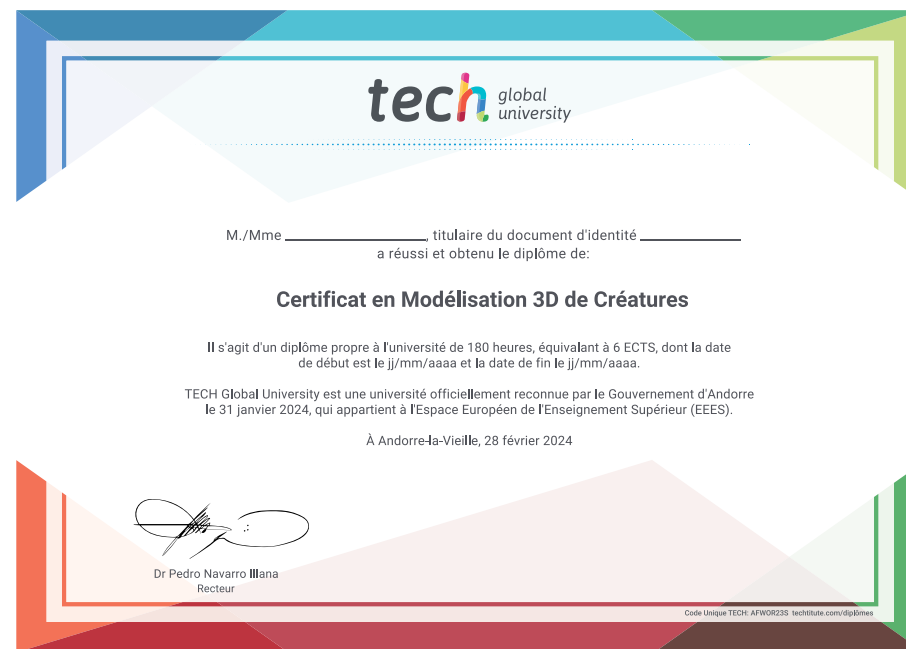 tech global
university
M./Mme ____________________, titulaire du document d'identité ______________
a réussi et obtenu le diplôme de:
Certificat en Modélisation 3D de Créatures
Il s'agit d'un diplôme propre à l'université de 180 heures, équivalant à 6 ECTS, dont la date
de début est le jj/mm/aaaa et la date de fin le jj/mm/aaaa.
TECH Global University est une université officiellement reconnue par le Gouvernement d'Andorre
le 31 janvier 2024, qui appartient à l'Espace Européen de l'Enseignement Supérieur (EEES).
À Andorre-la-Vieille, 28 février 2024
Dr Pedro Navarro Illana
Recteur
Code Unique TECH: AFWOR23S techtitute.com/diplômes